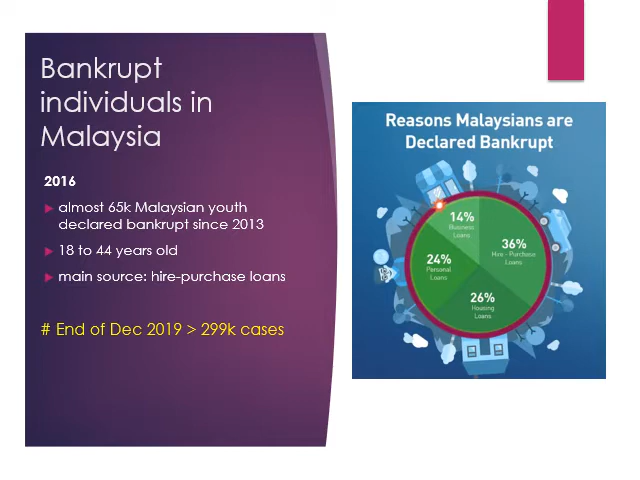 Bankrupt
individuals in
Malaysia
2016
almost 65k Malaysian youth
declared bankrupt since 2013
18 to 44 years old
main source: hire-purchase loans
# End of Dec 2019 > 299k cases
Reasons Malaysians are
Declared Bankrupt
14%
Business
Loans
36%
Hire - Purchase
Loans
24%
Personal
Loans
26%
Housing
Loans